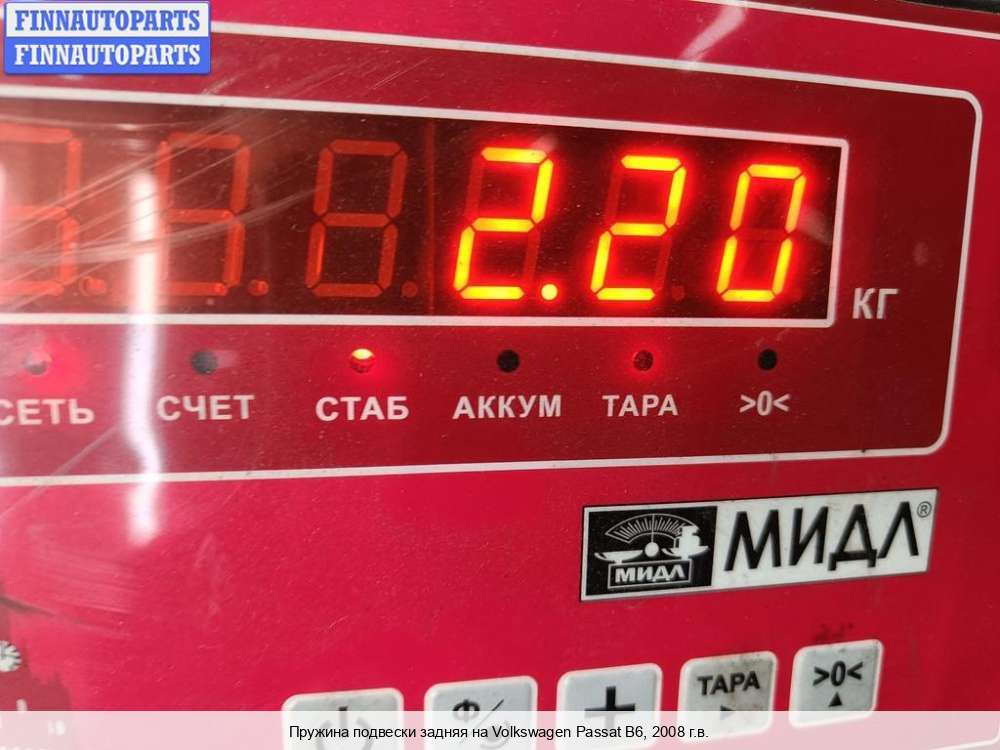 FINNAUTOPARTS
FINNAUTOPARTS
2.20
КГ
СЕТЬ СЧЕТ СТАБ АККУМ ТАРА >0<
МИДЛ МИДЛ®
Ф/ + ТАРА >0<
Пружина подвески задняя на Volkswagen Passat B6, 2008 г.в.